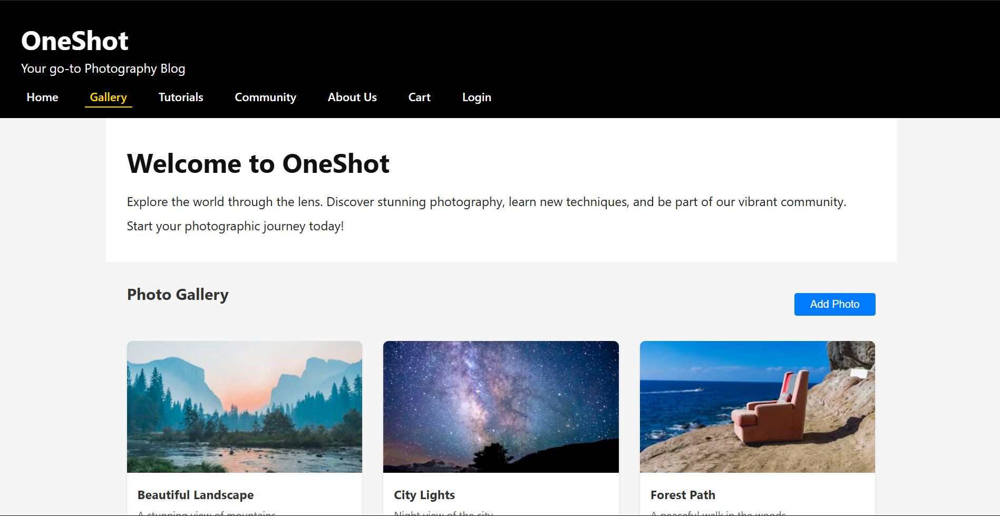 OneShot
Your go-to Photography Blog
Home Gallery Tutorials Community About Us Cart Login
Welcome to OneShot
Explore the world through the lens. Discover stunning photography, learn new techniques, and be part of our vibrant community.
Start your photographic journey today!
Photo Gallery
Add Photo
Beautiful Landscape
City Lights
Forest Path
A stunning view of mountains
Night view of the city
A peaceful walk in the woods